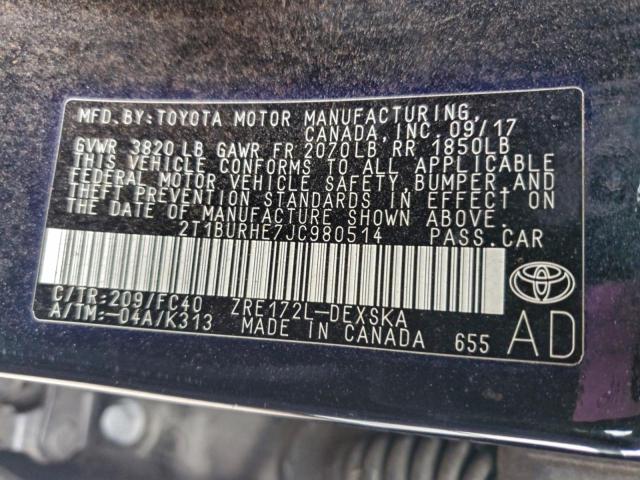 MFD.BY:TOYOTA MOTOR MANUFACTURING,
CANADA, INC. 09/17
GVWR 3820LB GAWR FR 2070LB, RR 1850LB
THIS VEHICLE CONFORMS TO ALL APPLICABLE
FEDERAL MOTOR VEHICLE SAFETY, BUMPER, AND
THEFT PREVENTION STANDARDS IN EFFECT ON
THE DATE OF MANUFACTURE SHOWN ABOVE.
2T1BURHE7JC980514 PASS.CAR
C/TR:209/FC40 ZRE172L-DEXSKA
A/TM:-04A/K313 MADE IN CANADA 655 AD